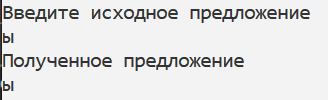 Введите исходное предложение
ы
Полученное предложение
ы